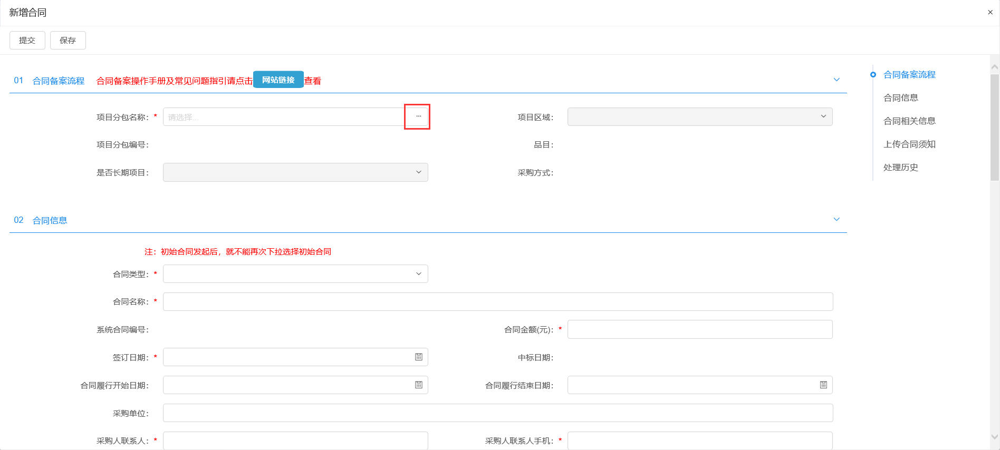 新增合同
×
提交 保存
01 合同备案流程 合同备案操作手册及常见问题指引请点击 网站链接 查看
项目分包名称：* 请选择... ···
项目区域：
项目分包编号：
品目：
是否长期项目：
采购方式：
02 合同信息
注：初始合同发起后，就不能再次下拉选择初始合同
合同类型：*
合同名称：*
系统合同编号：
合同金额(元)：*
签订日期：*
中标日期：
合同履行开始日期：
合同履行结束日期：
采购单位：
采购人联系人：*
采购人联系人手机：*
合同备案流程
合同信息
合同相关信息
上传合同须知
处理历史